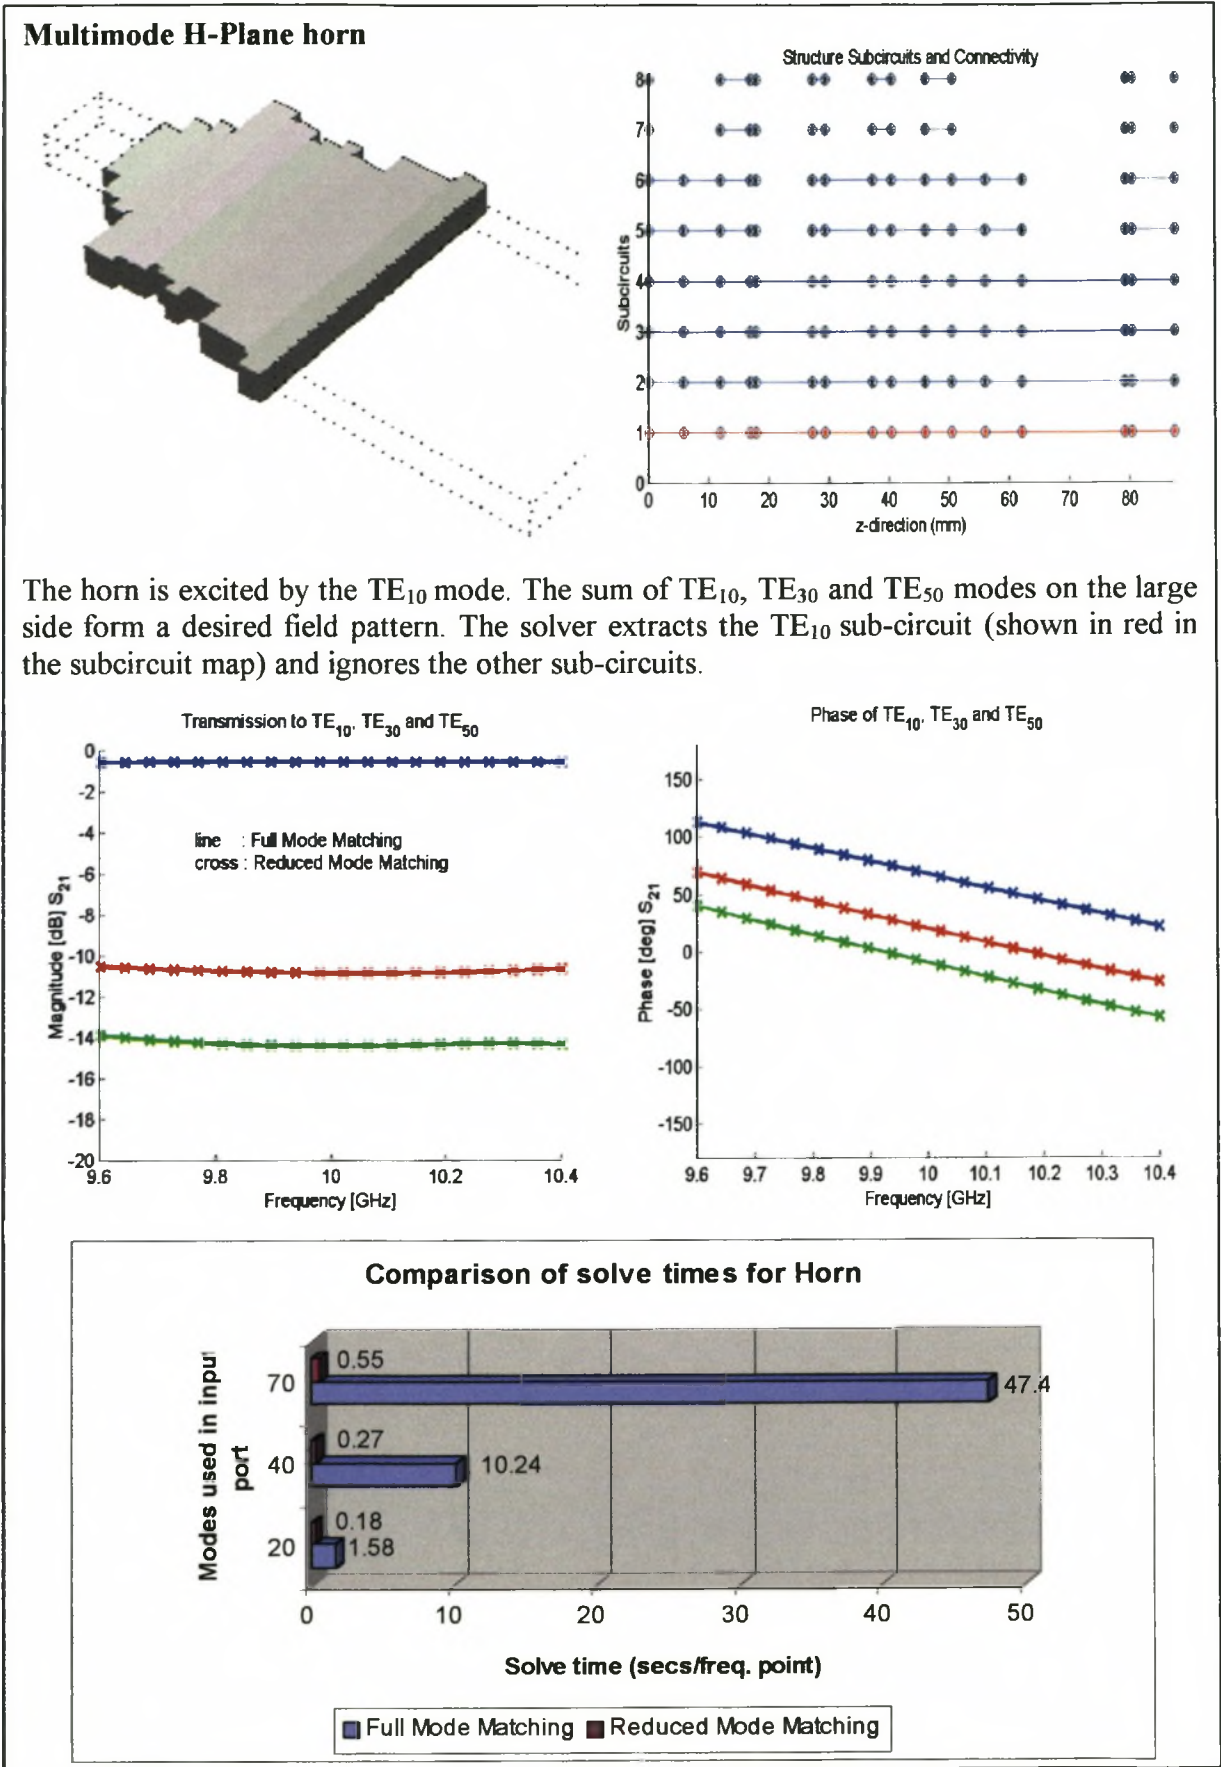 Multimode H-Plane horn
Structure Subcircuits and Connectivity
8
7
6
5
4
3
2
1
0
Subcircuits
0 10 20 30 40 50 60 70 80
z-direction (mm)
The horn is excited by the TE10 mode. The sum of TE10, TE30 and TE50 modes on the large
side form a desired field pattern. The solver extracts the TE10 sub-circuit (shown in red in
the subcircuit map) and ignores the other sub-circuits.
Transmission to TE10, TE30 and TE50
0
-2
-4
-6
-8
-10
-12
-14
-16
-18
-20
Magnitude [dB] S21
line : Full Mode Matching
cross : Reduced Mode Matching
9.6 9.8 10 10.2 10.4
Frequency [GHz]
Phase of TE10, TE30 and TE50
150
100
50
0
-50
-100
-150
Phase [deg] S21
9.6 9.7 9.8 9.9 10 10.1 10.2 10.3 10.4
Frequency [GHz]
Comparison of solve times for Horn
Modes used in input
port
70
0.55
47.4
40
0.27
10.24
20
0.18
1.58
0 10 20 30 40 50
Solve time (secs/freq. point)
Full Mode Matching Reduced Mode Matching